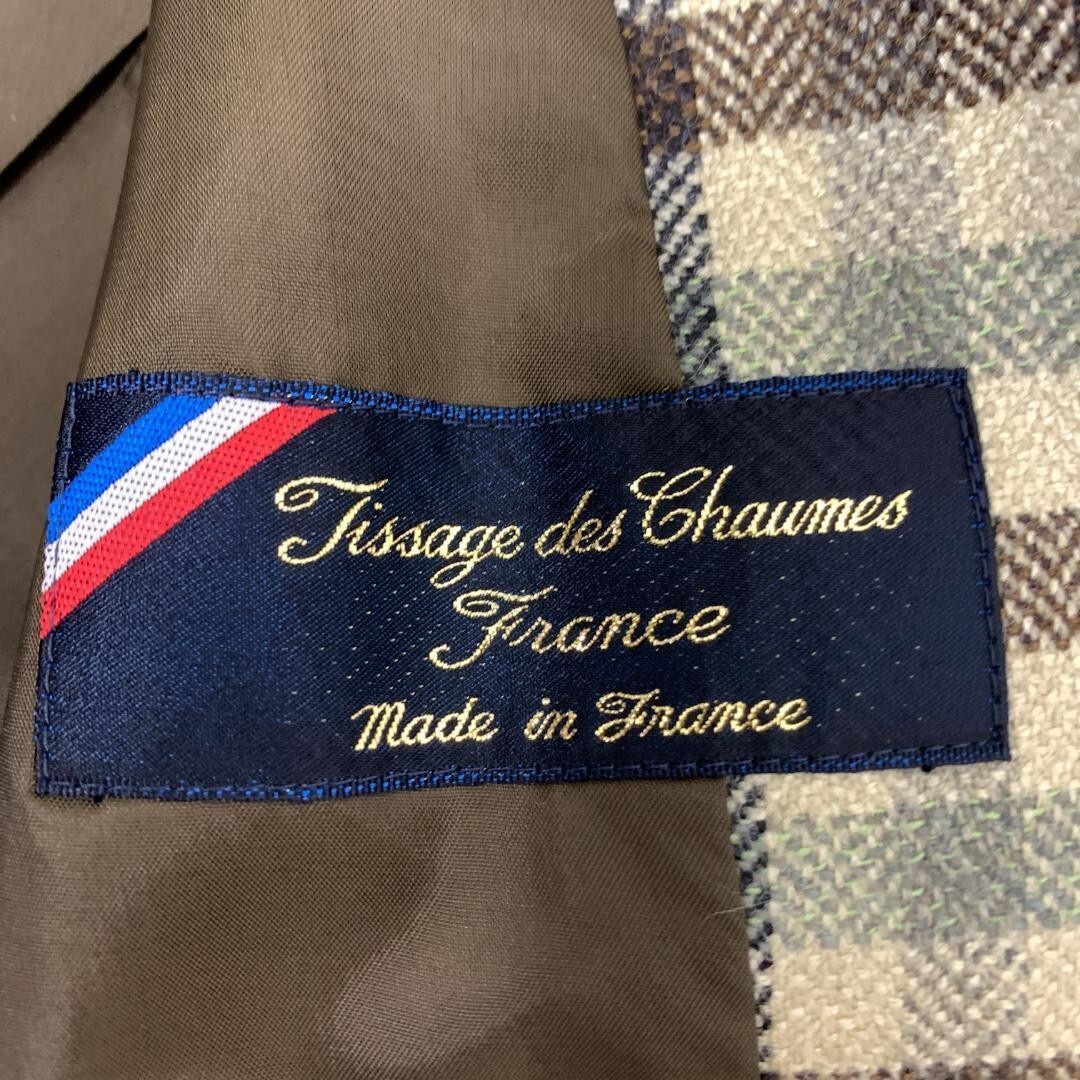 Tissage des Chaumes
France
Made in France